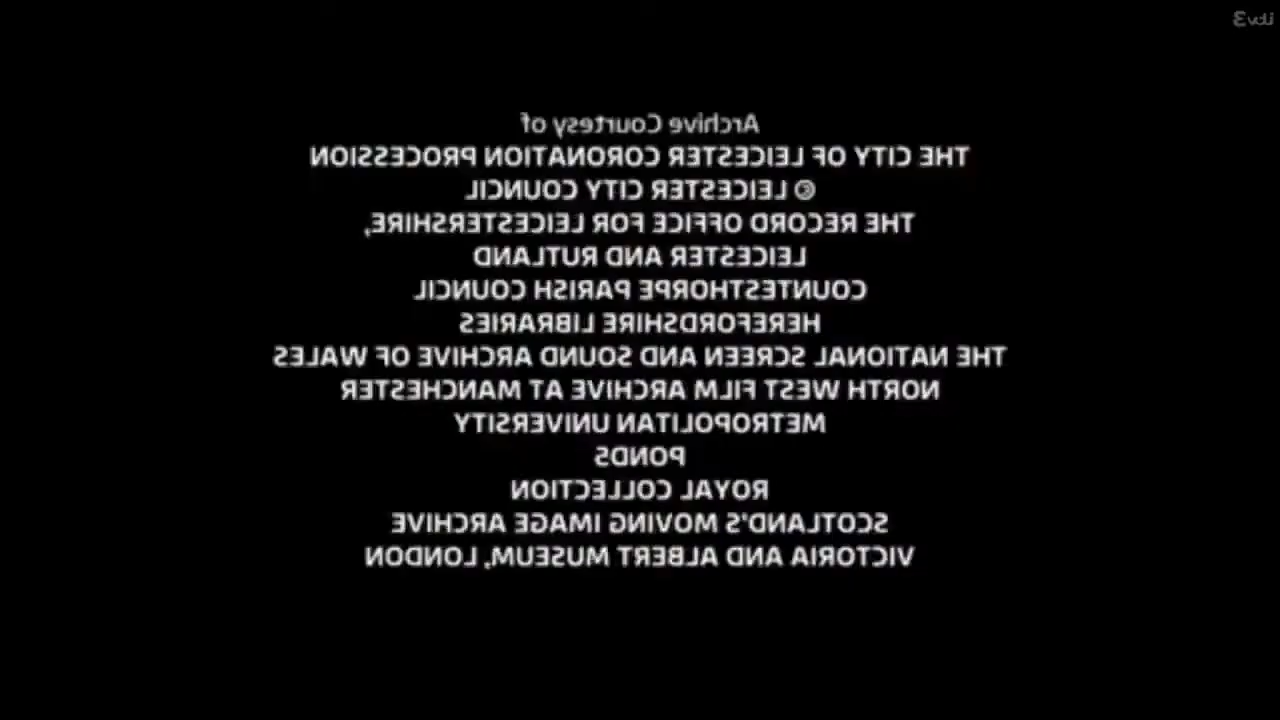 itv3
Archive Courtesy of
THE CITY OF LEICESTER CORONATION PROCESSION
© LEICESTER CITY COUNCIL
THE RECORD OFFICE FOR LEICESTERSHIRE,
LEICESTER AND RUTLAND
COUNTESTHORPE PARISH COUNCIL
HEREFORDSHIRE LIBRARIES
THE NATIONAL SCREEN AND SOUND ARCHIVE OF WALES
NORTH WEST FILM ARCHIVE AT MANCHESTER
METROPOLITAN UNIVERSITY
PONDS
ROYAL COLLECTION
SCOTLAND'S MOVING IMAGE ARCHIVE
VICTORIA AND ALBERT MUSEUM, LONDON